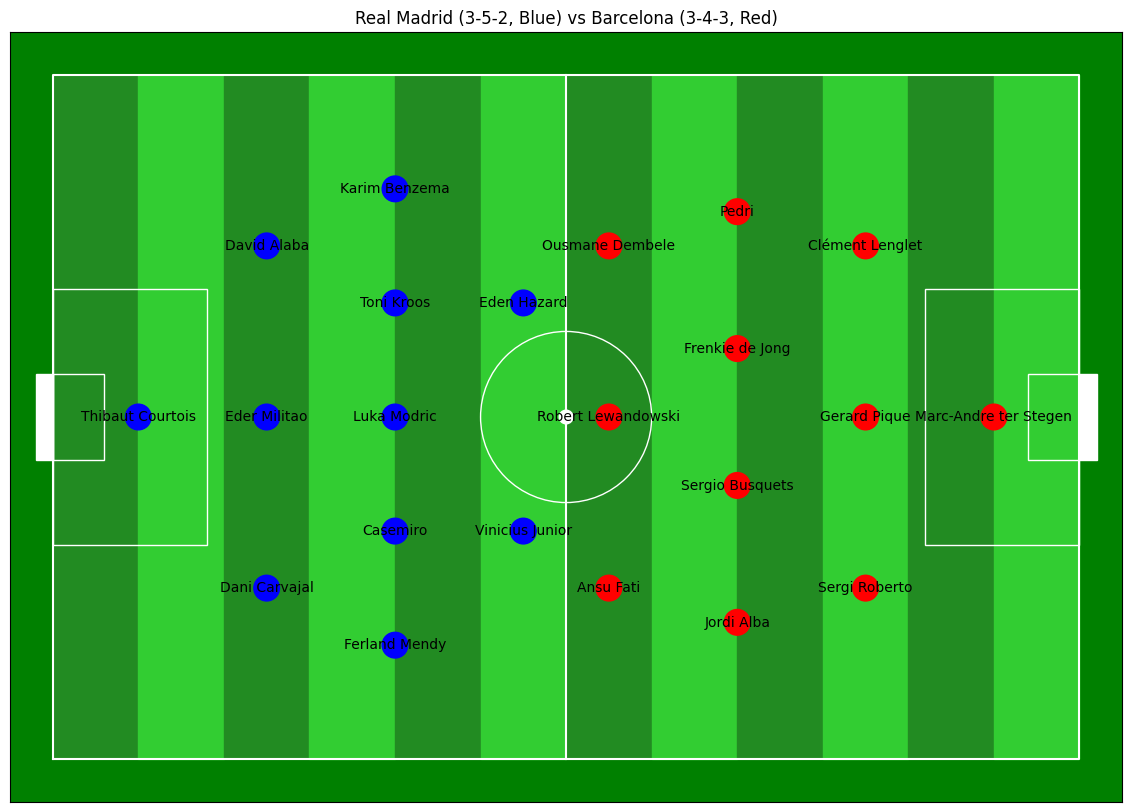 Real Madrid (3-5-2, Blue) vs Barcelona (3-4-3, Red)
Karim Benzema
Pedri
David Alaba
Ousmane Dembele
Clément Lenglet
Toni Kroos
Eden Hazard
Frenkie de Jong
Thibaut Courtois
Eder Militao
Luka Modric
Robert Lewandowski
Gerard Pique
Marc-Andre ter Stegen
Sergio Busquets
Casemiro
Vinicius Junior
Dani Carvajal
Ansu Fati
Sergi Roberto
Jordi Alba
Ferland Mendy